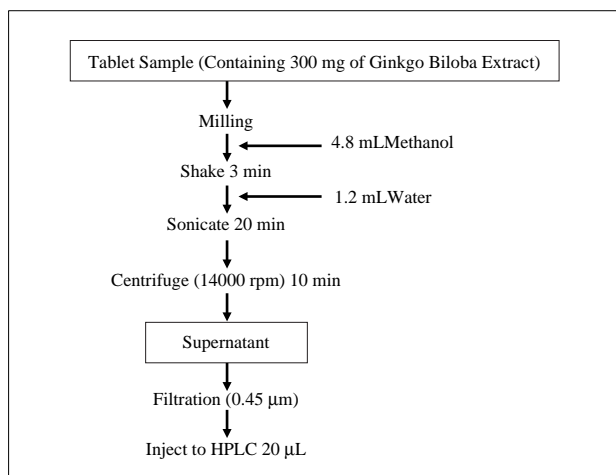 Tablet Sample (Containing 300 mg of Ginkgo Biloba Extract)
Milling
4.8 mLMethanol
Shake 3 min
1.2 mLWater
Sonicate 20 min
Centrifuge (14000 rpm) 10 min
Supernatant
Filtration (0.45 μm)
Inject to HPLC 20 μL